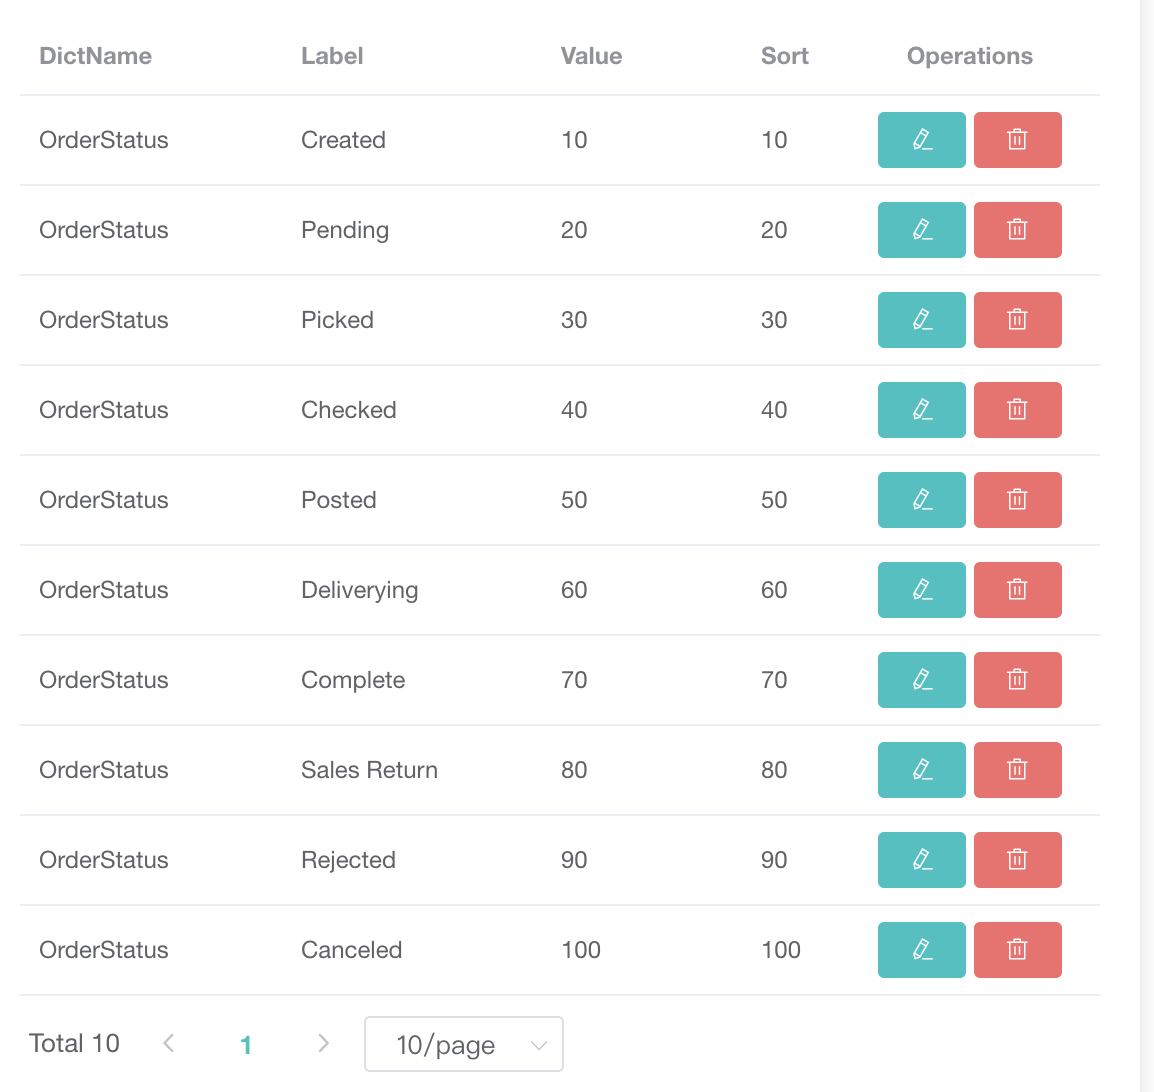 DictName Label Value Sort Operations
OrderStatus Created 10 10
OrderStatus Pending 20 20
OrderStatus Picked 30 30
OrderStatus Checked 40 40
OrderStatus Posted 50 50
OrderStatus Deliverying 60 60
OrderStatus Complete 70 70
OrderStatus Sales Return 80 80
OrderStatus Rejected 90 90
OrderStatus Canceled 100 100
Total 10 1 10/page